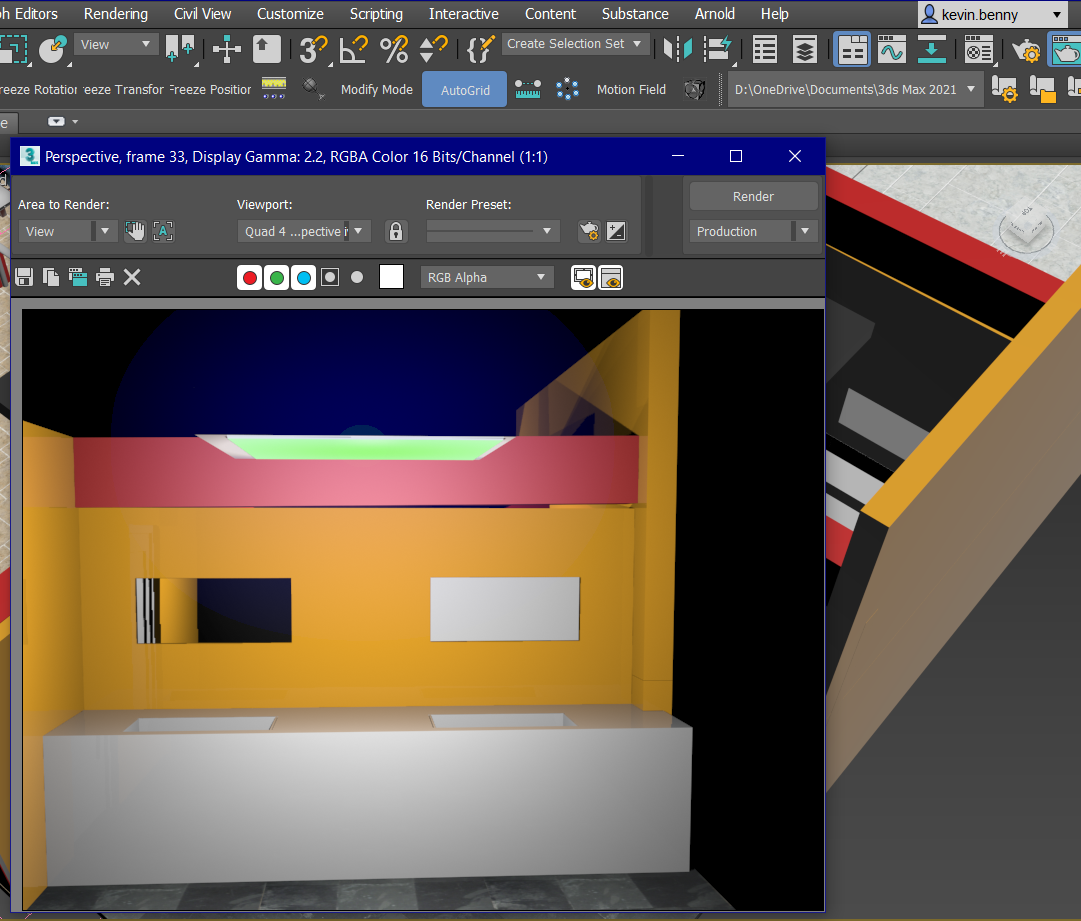 ph Editors Rendering Civil View Customize Scripting Interactive Content Substance Arnold Help kevin.benny
View 3 Create Selection Set
reeze Rotation eeze Transfor Freeze Position Modify Mode AutoGrid Motion Field D:\OneDrive\Documents\3ds Max 2021
e
3 Perspective, frame 33, Display Gamma: 2.2, RGBA Color 16 Bits/Channel (1:1)
Area to Render: Viewport: Render Preset: Render
View Quad 4 ...pective i Production
RGB Alpha
TOP